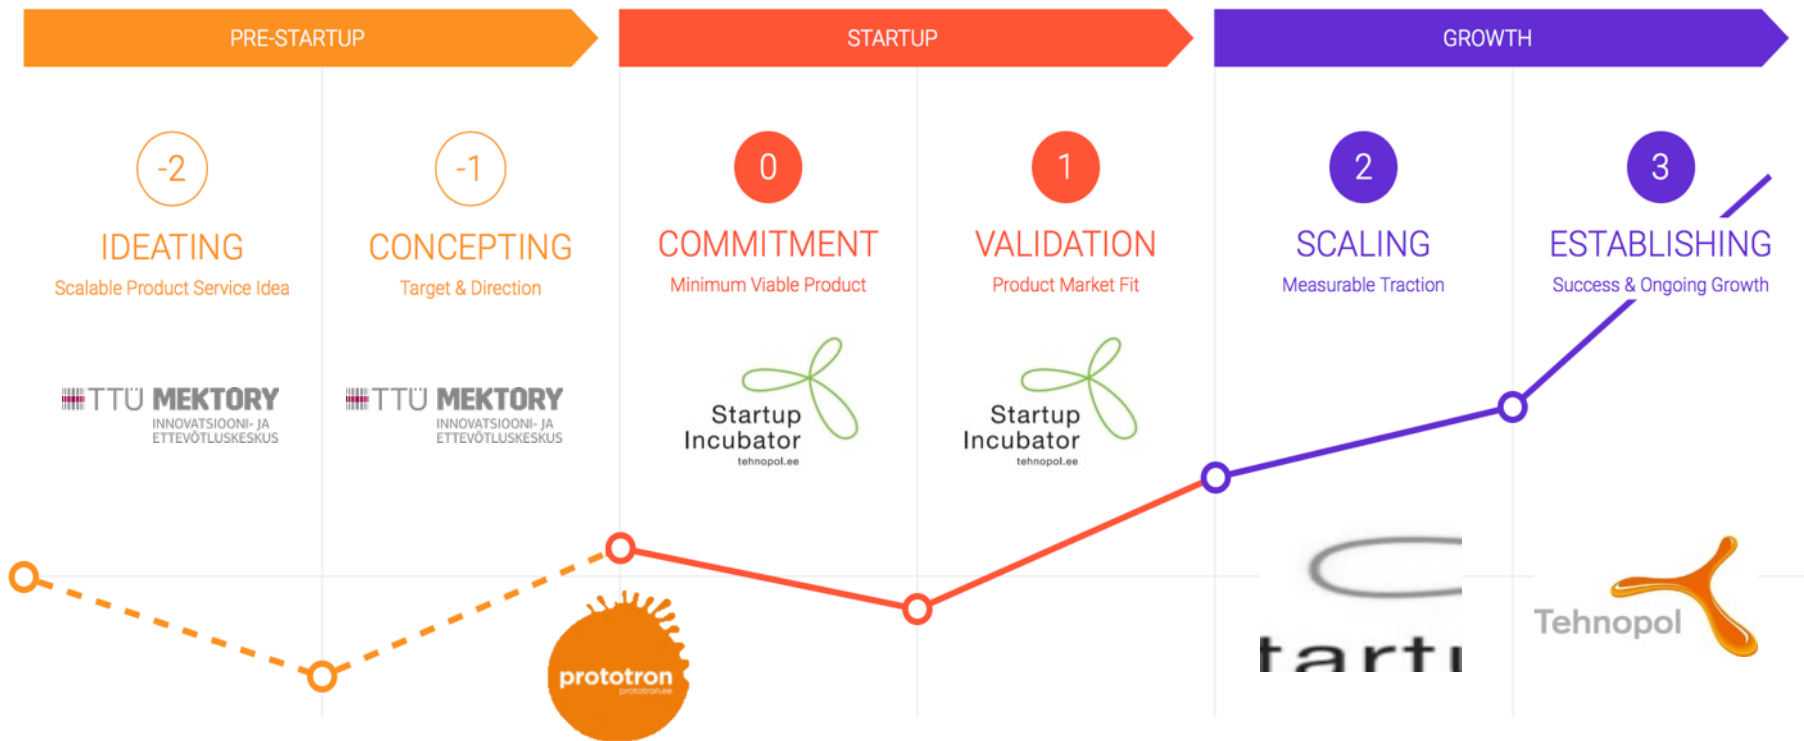 PRE-STARTUP
STARTUP
GROWTH
-2
-1
0
1
2
3
IDEATING
CONCEPTING
COMMITMENT
VALIDATION
SCALING
ESTABLISHING
Scalable Product Service Idea
Target & Direction
Minimum Viable Product
Product Market Fit
Measurable Traction
Success & Ongoing Growth
TTÜ MEKTORY
INNOVATSIOONI- JA
ETTEVÕTLUSKESKUS
TTÜ MEKTORY
INNOVATSIOONI- JA
ETTEVÕTLUSKESKUS
Startup
Incubator
tehnopol.ee
Startup
Incubator
tehnopol.ee
prototron
prototron.ee
Tehnopol